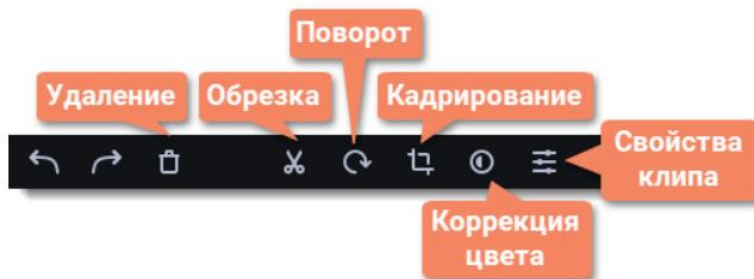 Поворот
Удаление
Обрезка
Кадрирование
Свойства
клипа
Коррекция
цвета